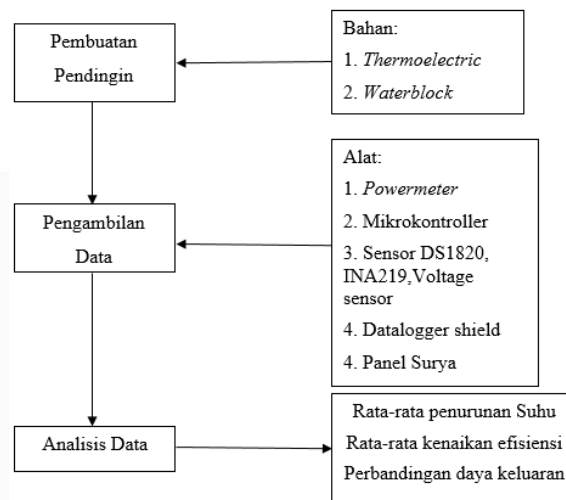 Pembuatan
Pendingin
Bahan:
1. Thermoelectric
2. Waterblock
Pengambilan
Data
Alat:
1. Powermeter
2. Mikrokontroller
3. Sensor DS1820,
INA219,Voltage
sensor
4. Datalogger shield
4. Panel Surya
Analisis Data
Rata-rata penurunan Suhu
Rata-rata kenaikan efisiensi
Perbandingan daya keluaran